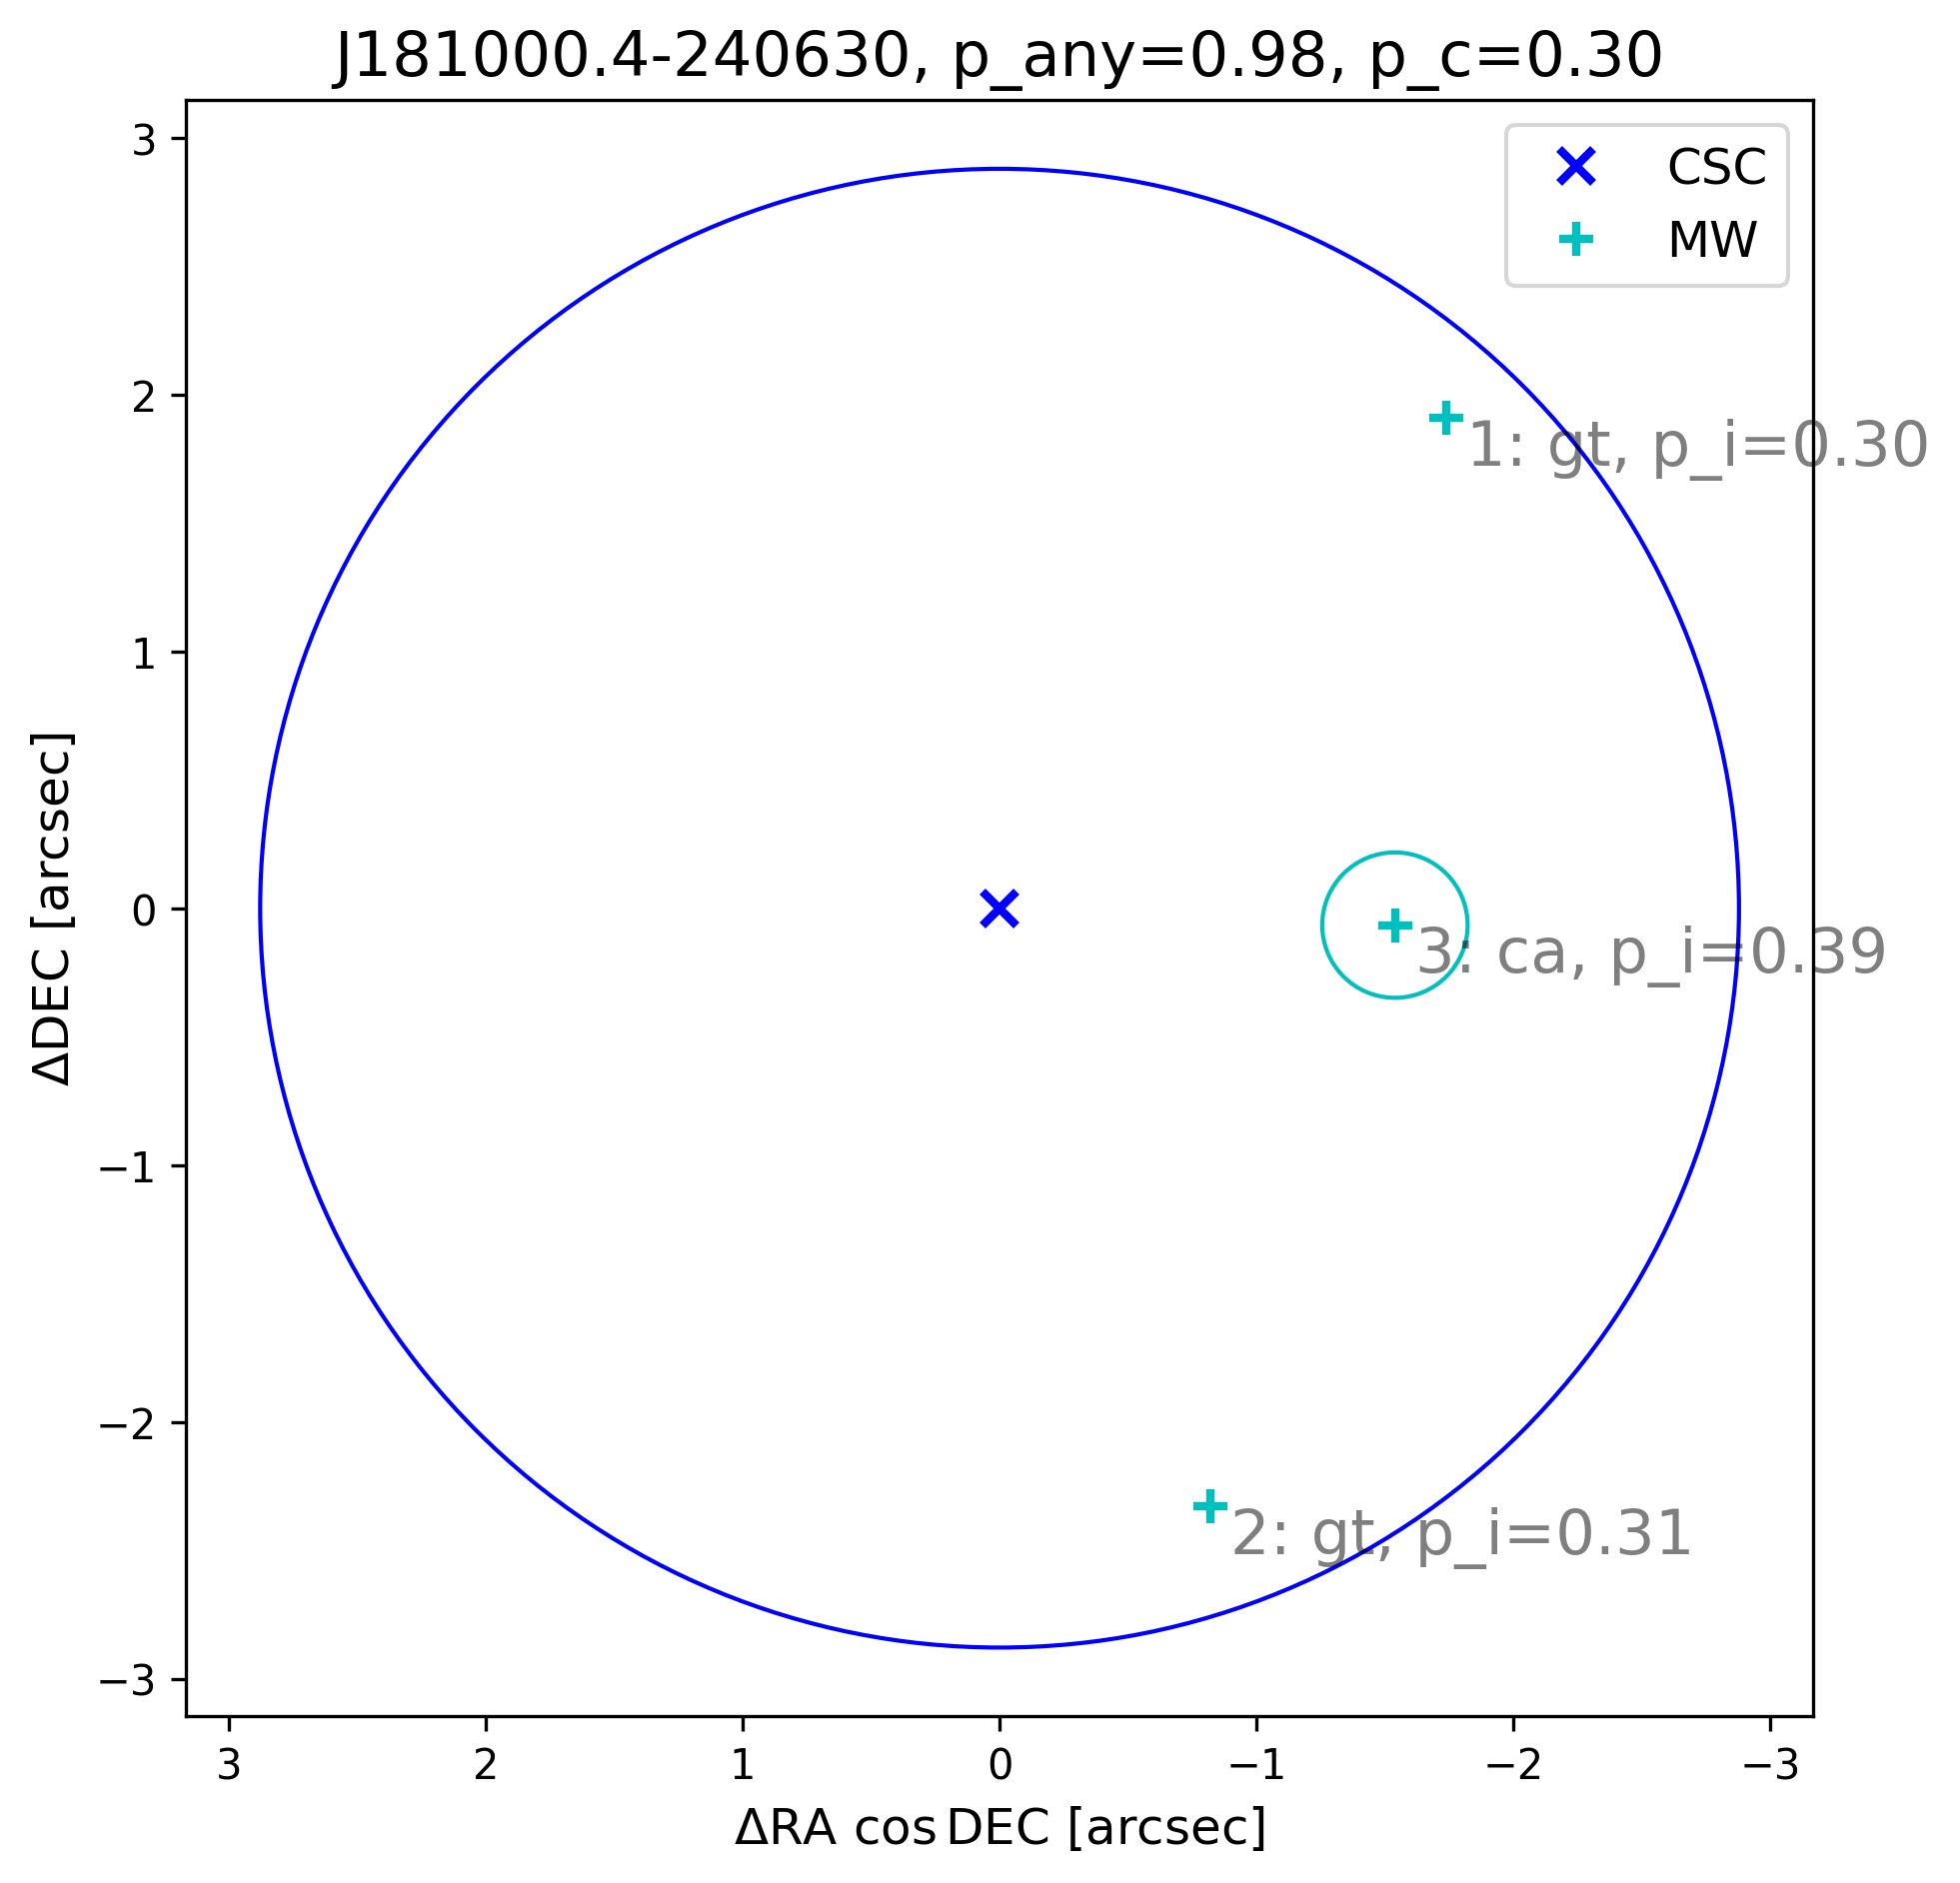 J181000.4-240630, p_any=0.98, p_c=0.30
CSC
MW
1: gt, p_i=0.30
3: ca, p_i=0.39
2: gt, p_i=0.31
3
2
1
0
−1
−2
−3
ΔDEC [arcsec]
3 2 1 0 −1 −2 −3
ΔRA cos DEC [arcsec]